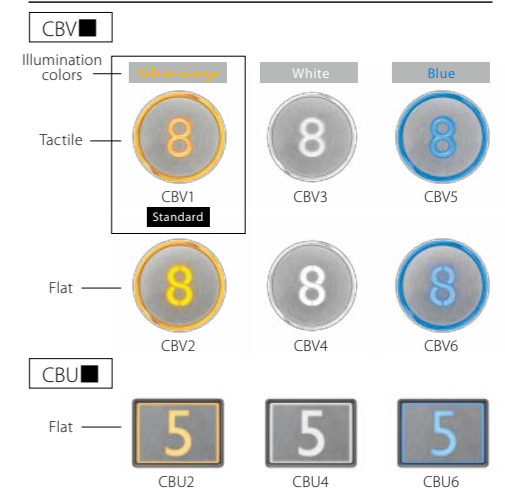 CBV■
Illumination
colors
Yellow-orange White Blue
Tactile
8 8 8
CBV1 CBV3 CBV5
Standard
Flat
8 8 8
CBV2 CBV4 CBV6
CBU■
Flat
5 5 5
CBU2 CBU4 CBU6